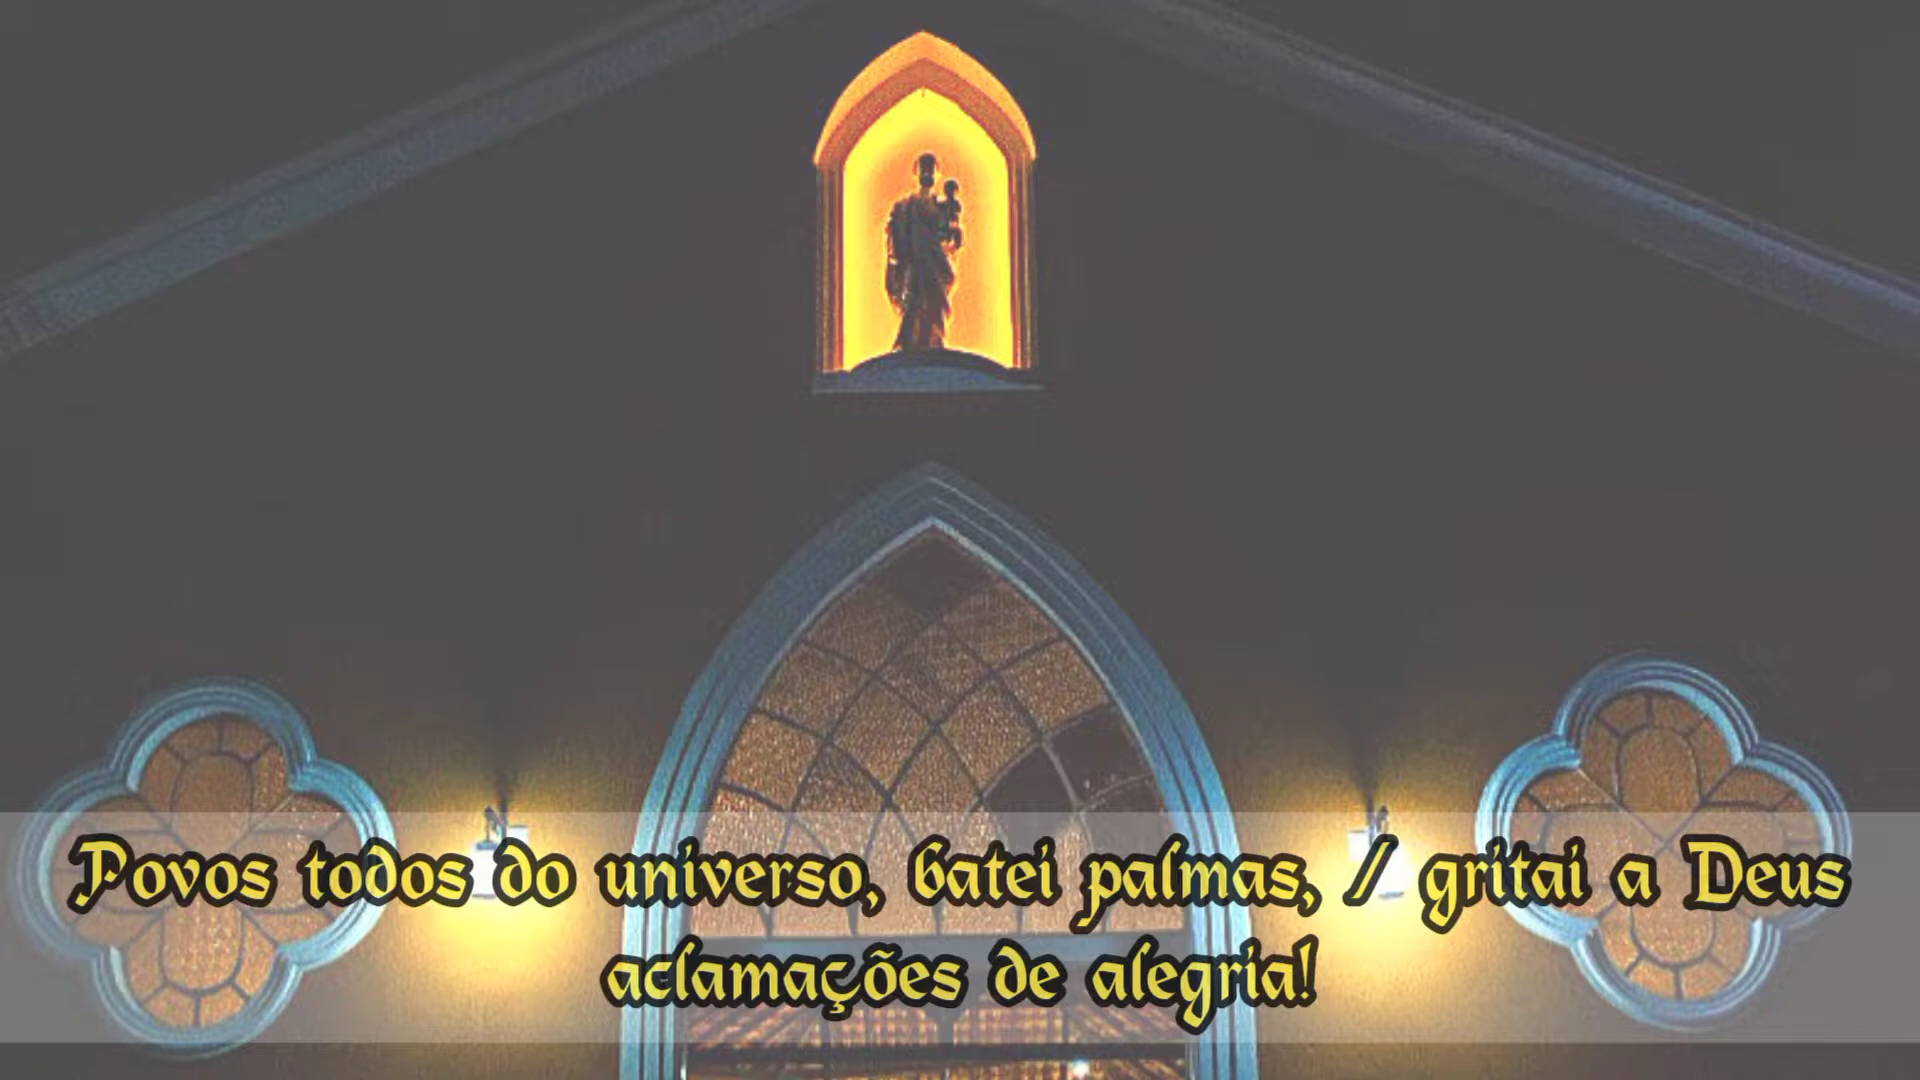 Povos todos do universo, batei palmas, / gritai a Deus
aclamações de alegria!